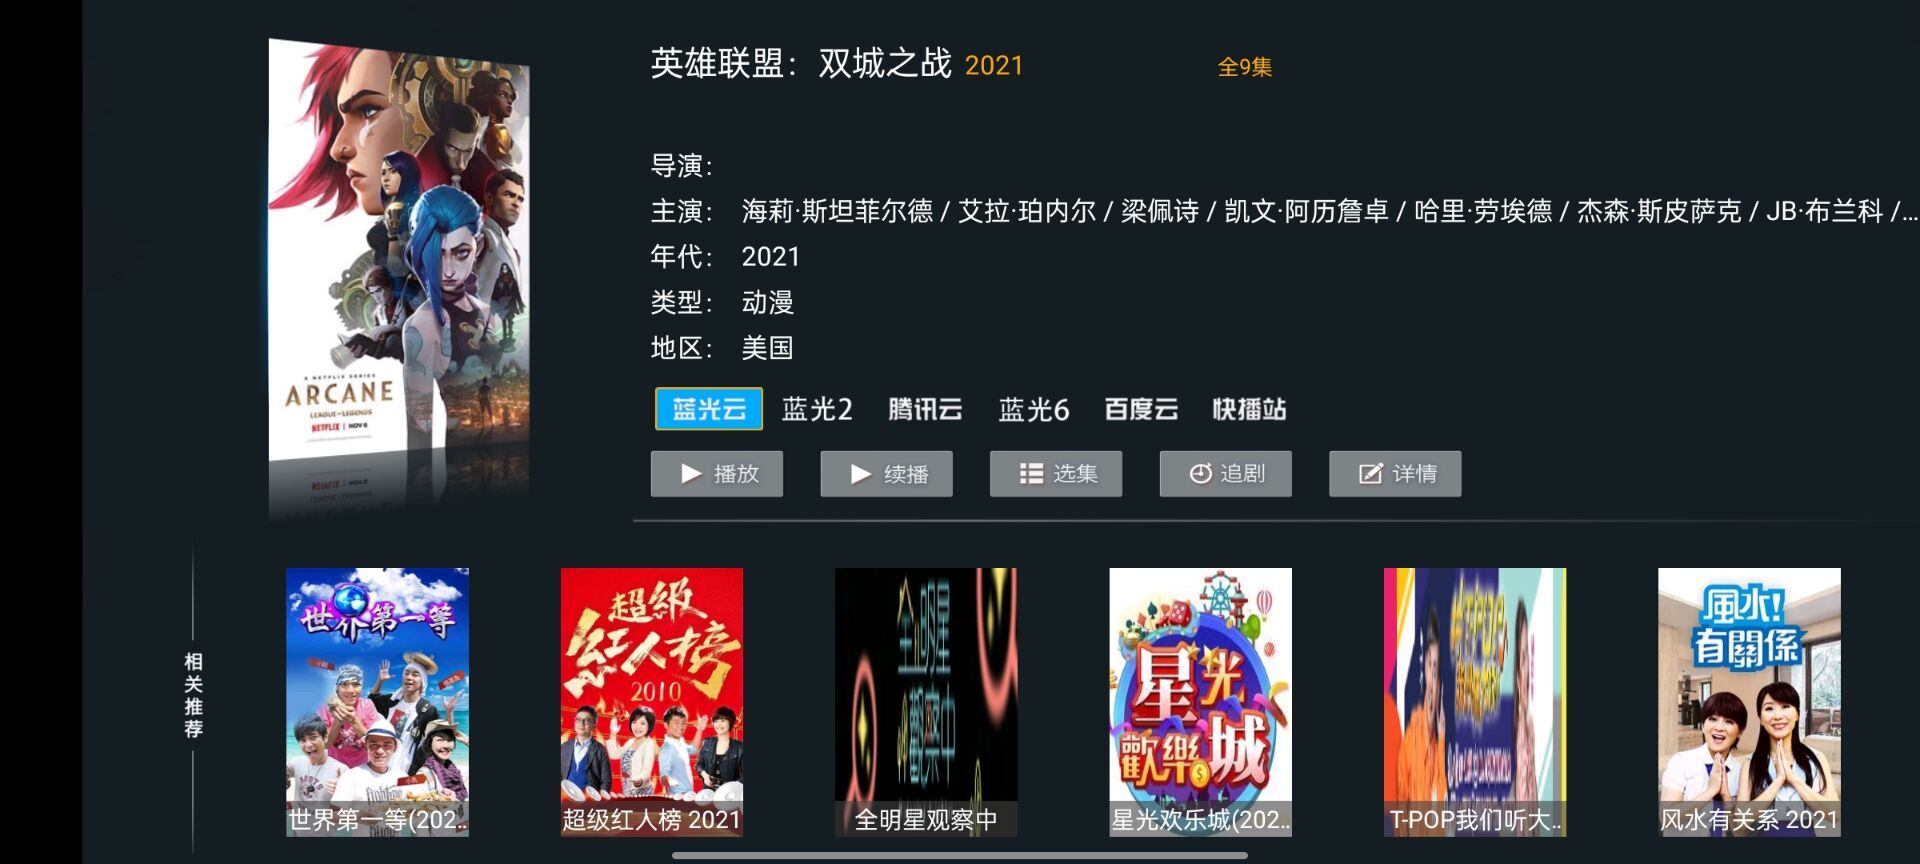 英雄联盟：双城之战 2021 全9集
导演：
主演： 海莉·斯坦菲尔德 / 艾拉·珀内尔 / 梁佩诗 / 凯文·阿历詹卓 / 哈里·劳埃德 / 杰森·斯皮萨克 / JB·布兰科 /...
年代： 2021
类型： 动漫
地区： 美国
A NETFLIX SERIES
ARCANE
LEAGUE OF LEGENDS
NETFLIX | NOV 6
蓝光云 蓝光2 腾讯云 蓝光6 百度云 快播站
播放 续播 选集 追剧 详情
相关推荐
世界第一等
世界第一等(202...
超级
红人榜
2010
超级红人榜 2021
全明星
觀察中
全明星观察中
星光
歡樂城
星光欢乐城(202...
T-POP我们听大...
風水!
有關係
风水有关系 2021